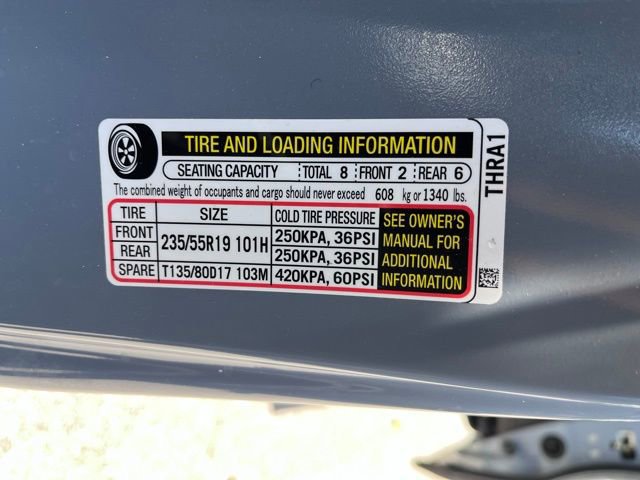 TIRE AND LOADING INFORMATION
SEATING CAPACITY TOTAL 8 FRONT 2 REAR 6
The combined weight of occupants and cargo should never exceed 608 kg or 1340 lbs.
TIRE SIZE COLD TIRE PRESSURE
FRONT 235/55R19 101H 250KPA, 36PSI
REAR 250KPA, 36PSI
SPARE T135/80D17 103M 420KPA, 60PSI
SEE OWNER'S
MANUAL FOR
ADDITIONAL
INFORMATION
THRA1